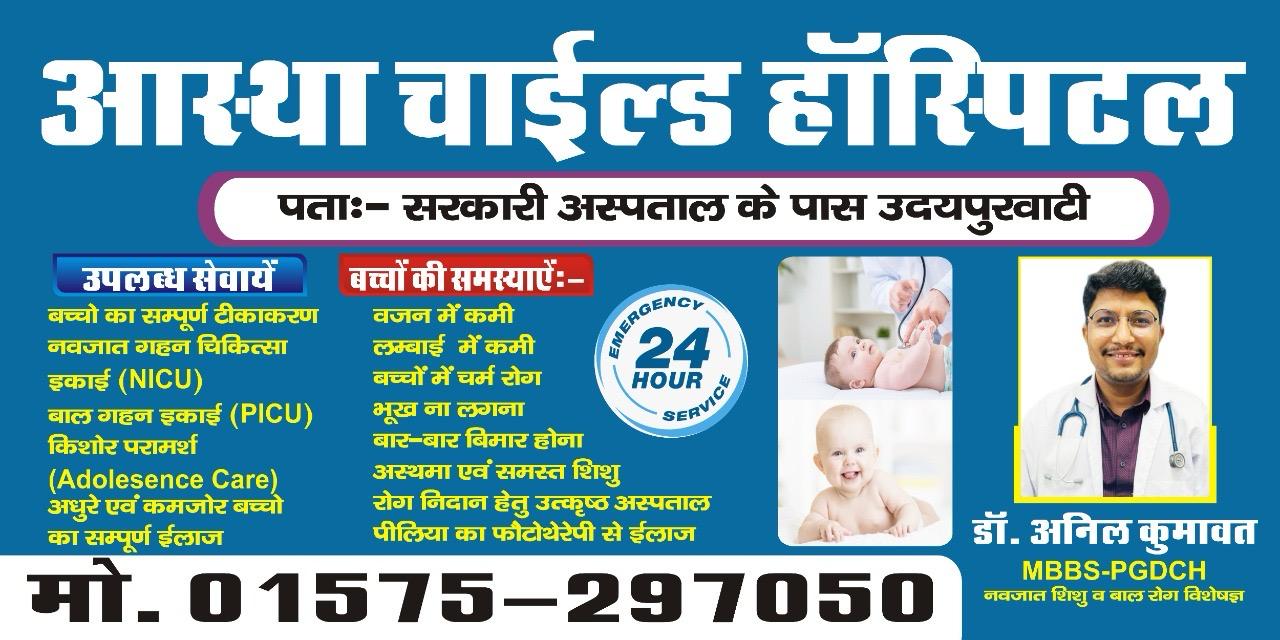 आस्था चाईल्ड हॉस्पिटल
पताः- सरकारी अस्पताल के पास उदयपुरवाटी
उपलब्ध सेवायें
बच्चो का सम्पूर्ण टीकाकरण
नवजात गहन चिकित्सा
इकाई (NICU)
बाल गहन इकाई (PICU)
किशोर परामर्श
(Adolesence Care)
अधुरे एवं कमजोर बच्चो
का सम्पूर्ण ईलाज
बच्चों की समस्याऐं:-
वजन में कमी
लम्बाई में कमी
बच्चों में चर्म रोग
भूख ना लगना
बार-बार बिमार होना
अस्थमा एवं समस्त शिशु
रोग निदान हेतु उत्कृष्ठ अस्पताल
पीलिया का फौटोथेरेपी से ईलाज
EMERGENCY
24
HOUR
SERVICE
डॉ. अनिल कुमावत
MBBS-PGDCH
नवजात शिशु व बाल रोग विशेषज्ञ
मो. 01575-297050